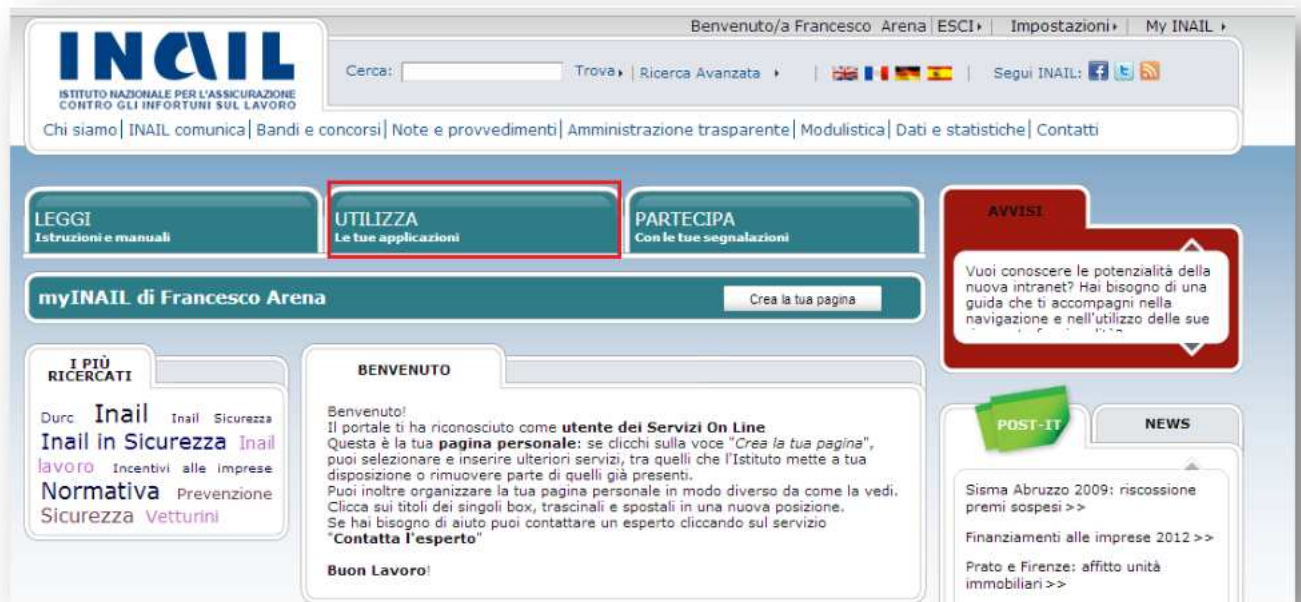 Benvenuto/a Francesco Arena | ESCI | Impostazioni | My INAIL
INAIL
ISTITUTO NAZIONALE PER L'ASSICURAZIONE
CONTRO GLI INFORTUNI SUL LAVORO
Cerca: Trova | Ricerca Avanzata | | Segui INAIL:
Chi siamo| INAIL comunica| Bandi e concorsi| Note e provvedimenti| Amministrazione trasparente| Modulistica| Dati e statistiche| Contatti
LEGGI
Istruzioni e manuali
UTILIZZA
Le tue applicazioni
PARTECIPA
Con le tue segnalazioni
myINAIL di Francesco Arena
Crea la tua pagina
I PIÙ
RICERCATI
Durc Inail Inail Sicurezza
Inail in Sicurezza Inail
lavoro Incentivi alle imprese
Normativa Prevenzione
Sicurezza Vetturini
BENVENUTO
Benvenuto!
Il portale ti ha riconosciuto come utente dei Servizi On Line
Questa è la tua pagina personale: se clicchi sulla voce "Crea la tua pagina",
puoi selezionare e inserire ulteriori servizi, tra quelli che l'Istituto mette a tua
disposizione o rimuovere parte di quelli già presenti.
Puoi inoltre organizzare la tua pagina personale in modo diverso da come la vedi.
Clicca sui titoli dei singoli box, trascinali e spostali in una nuova posizione.
Se hai bisogno di aiuto puoi contattare un esperto cliccando sul servizio
"Contatta l'esperto"
Buon Lavoro!
AVVISI
Vuoi conoscere le potenzialità della
nuova intranet? Hai bisogno di una
guida che ti accompagni nella
navigazione e nell'utilizzo delle sue
POST-IT
NEWS
Sisma Abruzzo 2009: riscossione
premi sospesi >>
Finanziamenti alle imprese 2012 >>
Prato e Firenze: affitto unità
immobiliari >>